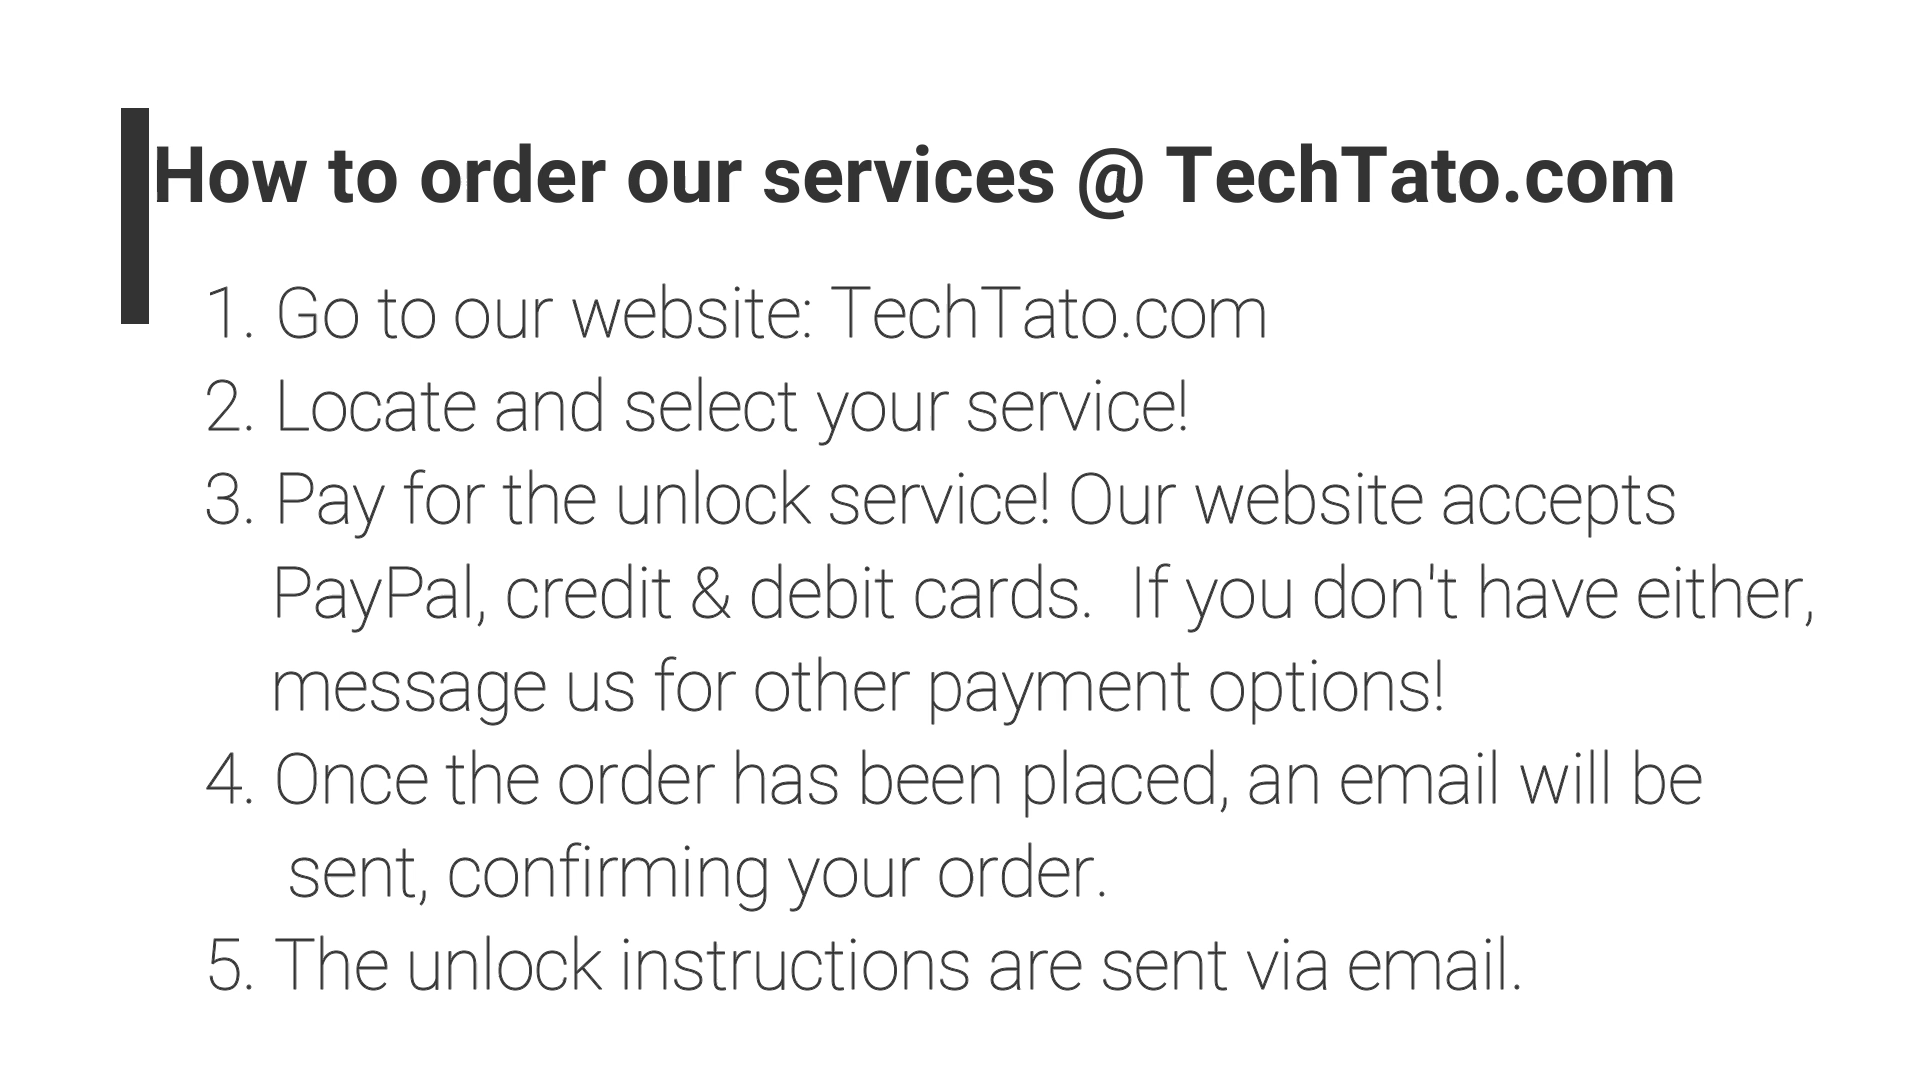 How to order our services @ TechTato.com
1. Go to our website: TechTato.com
2. Locate and select your service!
3. Pay for the unlock service! Our website accepts
PayPal, credit & debit cards.  If you don't have either,
message us for other payment options!
4. Once the order has been placed, an email will be
sent, confirming your order.
5. The unlock instructions are sent via email.